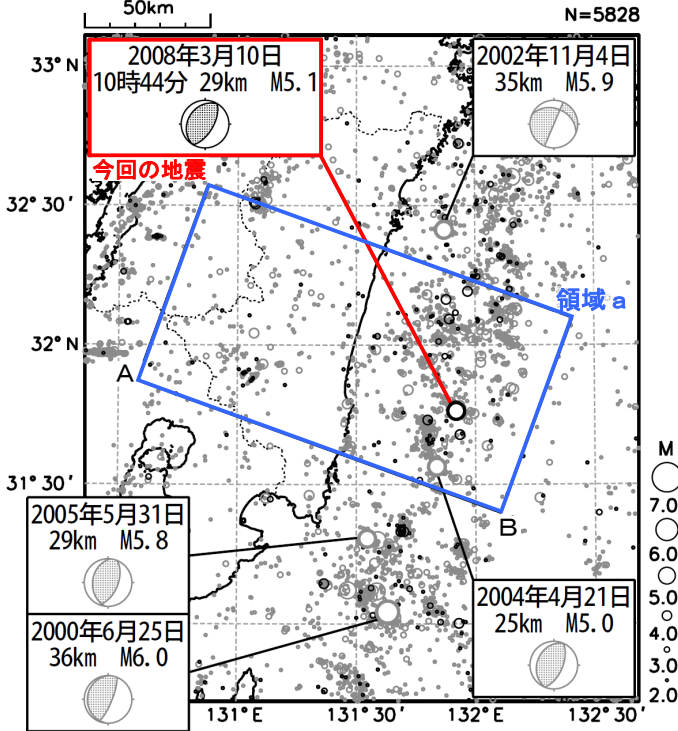 50km
N=5828
33°N
2008年3月10日
10時44分 29km M5.1
2002年11月4日
35km M5.9
今回の地震
32°30′
領域a
32°N
A
31°30′
B
M
7.0
6.0
5.0
4.0
3.0
2.0
2005年5月31日
29km M5.8
2004年4月21日
25km M5.0
2000年6月25日
36km M6.0
131°E
131°30′
132°E
132°30′